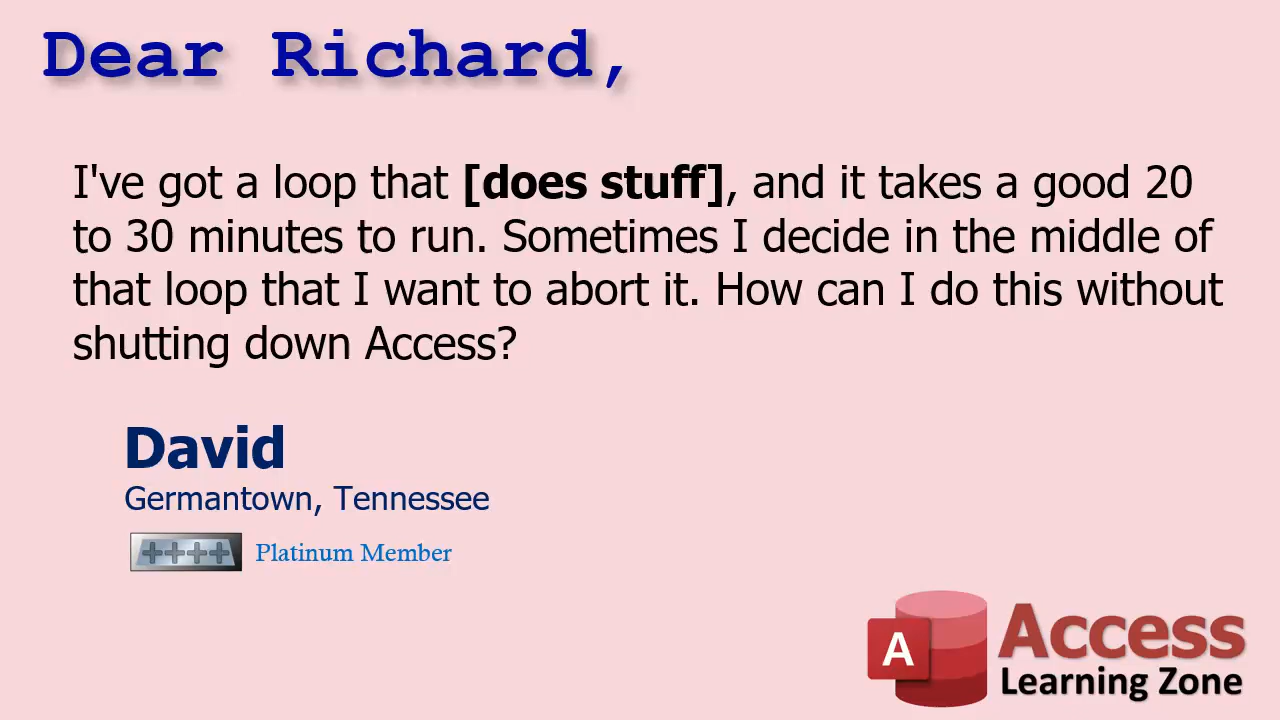 Dear Richard,
I've got a loop that [does stuff], and it takes a good 20
to 30 minutes to run. Sometimes I decide in the middle of
that loop that I want to abort it. How can I do this without
shutting down Access?
David
Germantown, Tennessee
Platinum Member
A
Access
Learning Zone